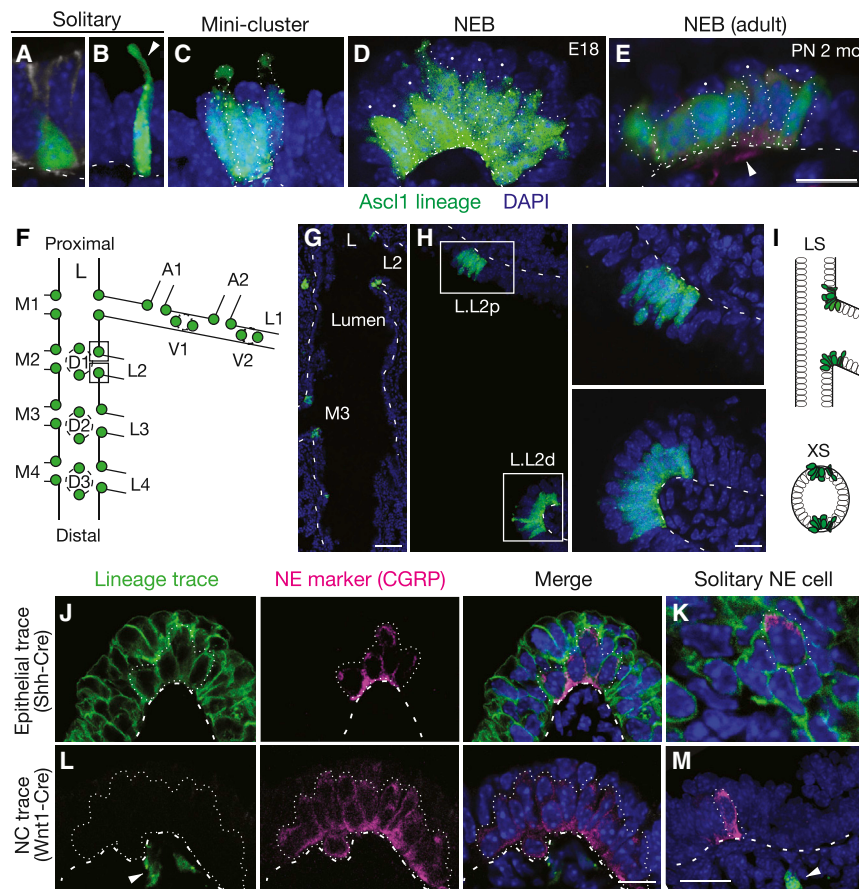 Solitary
Mini-cluster
NEB
NEB (adult)
A
B
C
D
E18
E
PN 2 mo
Ascl1 lineage
DAPI
F
Proximal
L
A1
A2
M1
L1
V1
V2
M2
D1
L2
M3
D2
L3
M4
D3
L4
Distal
G
L
L2
Lumen
M3
H
L.L2p
L.L2d
I
LS
XS
Lineage trace
NE marker (CGRP)
Merge
Solitary NE cell
Epithelial trace
(Shh-Cre)
J
K
NC trace
(Wnt1-Cre)
L
M